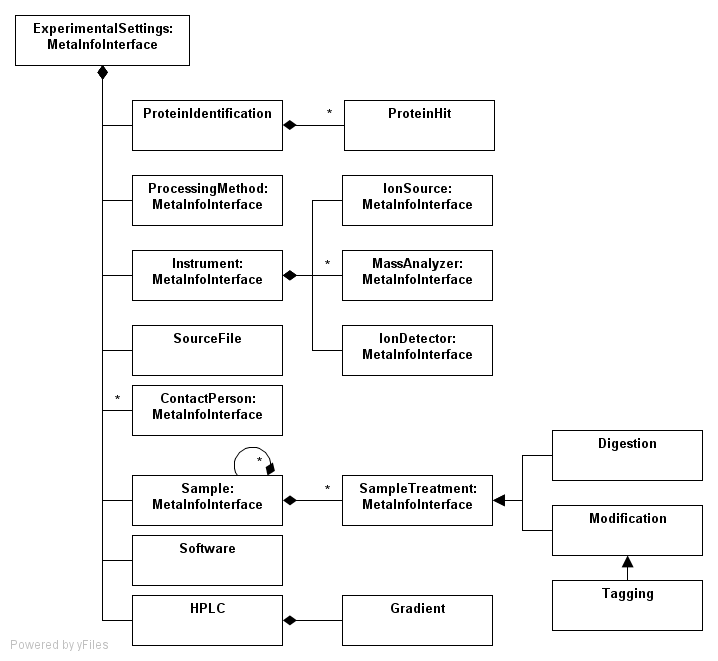 ExperimentalSettings:
MetaInfoInterface
ProteinIdentification
*
ProteinHit
ProcessingMethod:
MetaInfoInterface
IonSource:
MetaInfoInterface
Instrument:
MetaInfoInterface
*
MassAnalyzer:
MetaInfoInterface
SourceFile
IonDetector:
MetaInfoInterface
*
ContactPerson:
MetaInfoInterface
*
Sample:
MetaInfoInterface
*
SampleTreatment:
MetaInfoInterface
Digestion
Modification
Tagging
Software
HPLC
Gradient
Powered by yFiles